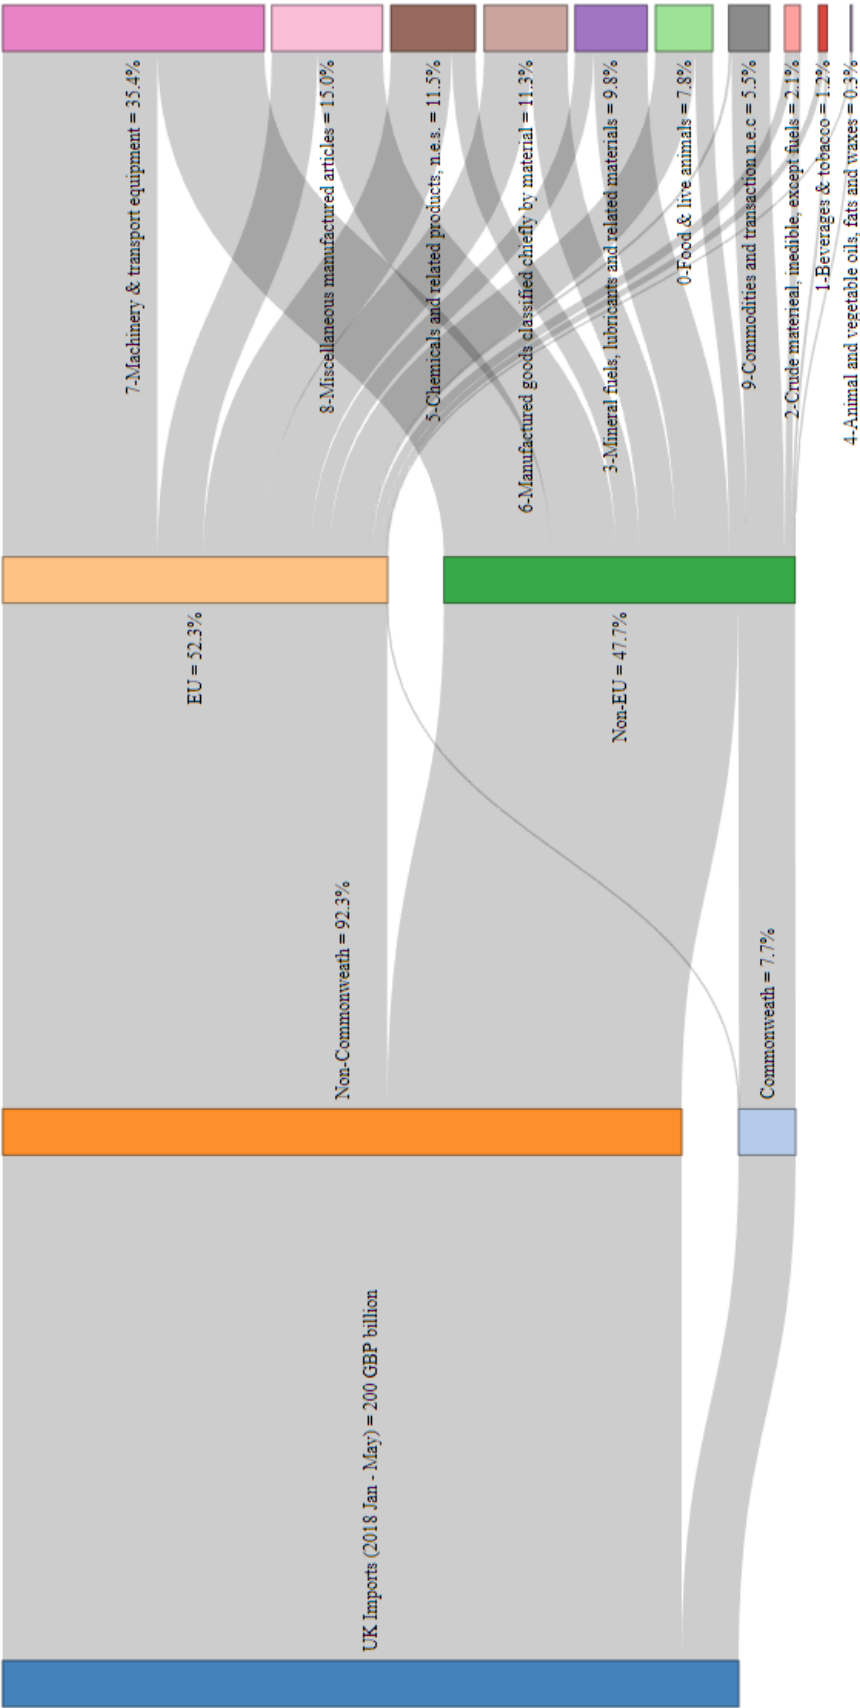 UK Imports (2018 Jan - May) = 200 GBP billion
Non-Commonweath = 92.3%
Commonweath = 7.7%
EU = 52.3%
Non-EU = 47.7%
7-Machinery & transport equipment = 35.4%
8-Miscellaneous manufactured articles = 15.0%
5-Chemicals and related products, n.e.s. = 11.5%
6-Manufactured goods classified chiefly by material = 11.3%
3-Mineral fuels, lubricants and related materials = 9.8%
0-Food & live animals = 7.8%
9-Commodities and transaction n.e.c = 5.5%
2-Crude materieal, inedible, except fuels = 2.1%
1-Beverages & tobacco = 1.2%
4-Animal and vegetable oils, fats and waxes = 0.3%